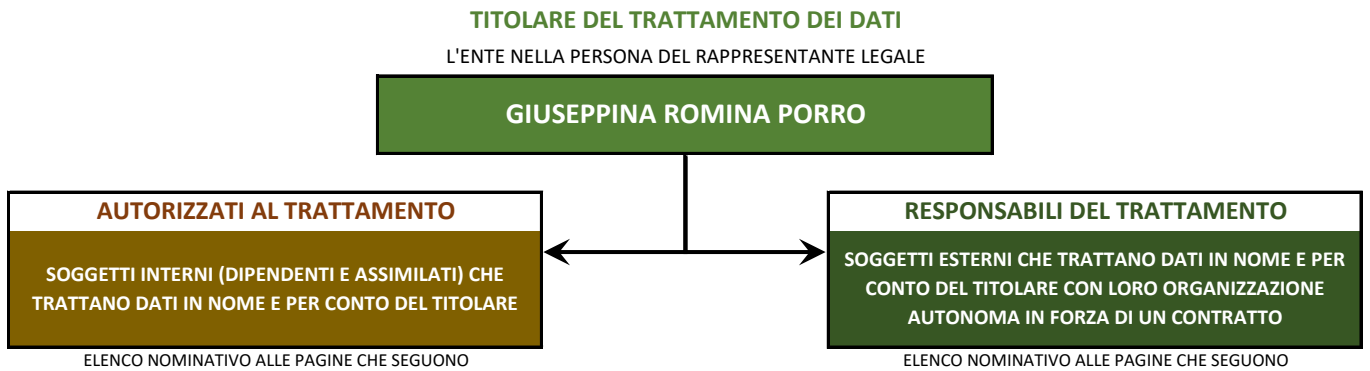 TITOLARE DEL TRATTAMENTO DEI DATI
L'ENTE NELLA PERSONA DEL RAPPRESENTANTE LEGALE
GIUSEPPINA ROMINA PORRO
AUTORIZZATI AL TRATTAMENTO
SOGGETTI INTERNI (DIPENDENTI E ASSIMILATI) CHE
TRATTANO DATI IN NOME E PER CONTO DEL TITOLARE
ELENCO NOMINATIVO ALLE PAGINE CHE SEGUONO
RESPONSABILI DEL TRATTAMENTO
SOGGETTI ESTERNI CHE TRATTANO DATI IN NOME E PER
CONTO DEL TITOLARE CON LORO ORGANIZZAZIONE
AUTONOMA IN FORZA DI UN CONTRATTO
ELENCO NOMINATIVO ALLE PAGINE CHE SEGUONO